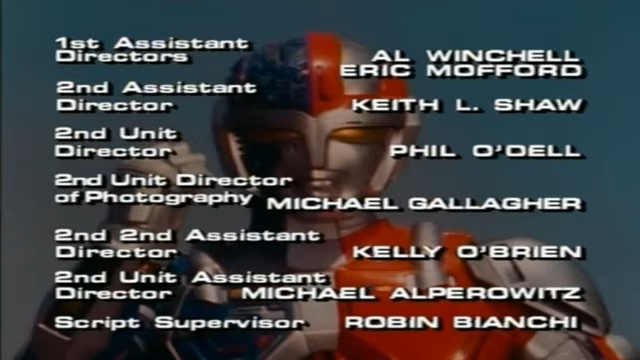 1st Assistant
Directors
AL WINCHELL
ERIC MOFFORD
2nd Assistant
Director
KEITH L. SHAW
2nd Unit
Director
PHIL O'DELL
2nd Unit Director
of Photography
MICHAEL GALLAGHER
2nd 2nd Assistant
Director
KELLY O'BRIEN
2nd Unit Assistant
Director
MICHAEL ALPEROWITZ
Script Supervisor
ROBIN BIANCHI